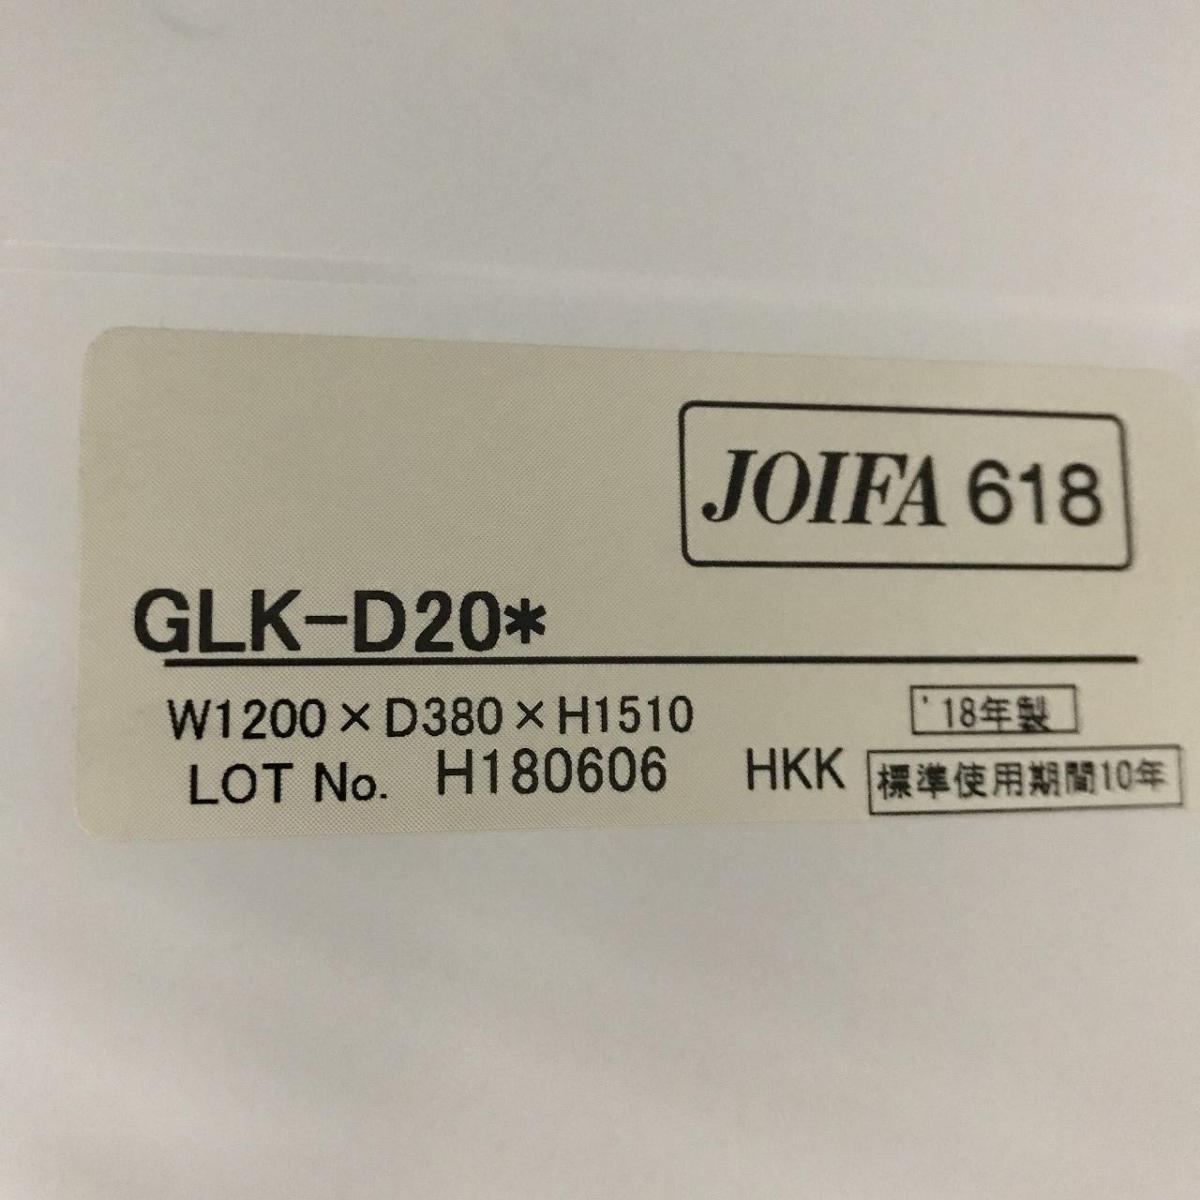 JOIFA 618
GLK-D20*
W1200×D380×H1510
'18年製
LOT No. H180606 HKK
標準使用期間10年